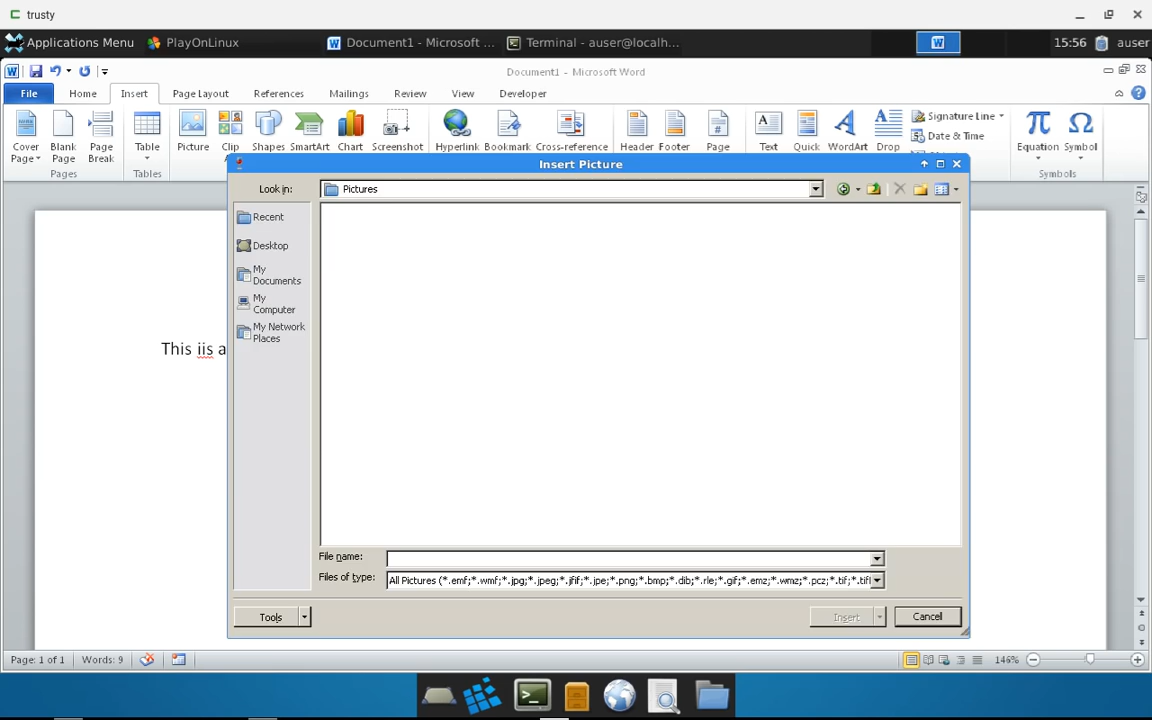 trusty
Applications Menu PlayOnLinux Document1 - Microsoft ... Terminal - auser@localh... 15:56 auser
Document1 - Microsoft Word
File Home Insert Page Layout References Mailings Review View Developer
Cover Page Blank Page Page Break Table Picture Clip Shapes SmartArt Chart Screenshot Hyperlink Bookmark Cross-reference Header Footer Page Text Quick WordArt Drop Signature Line Date & Time Equation Symbol
Pages Tables Symbols
Insert Picture
Look in: Pictures
Recent
Desktop
My Documents
My Computer
My Network Places
This iis a
File name:
Files of type: All Pictures (*.emf;*.wmf;*.jpg;*.jpeg;*.jfif;*.jpe;*.png;*.bmp;*.dib;*.rle;*.gif;*.emz;*.wmz;*.pcz;*.tif;*.tif
Tools Insert Cancel
Page: 1 of 1 Words: 9 146%